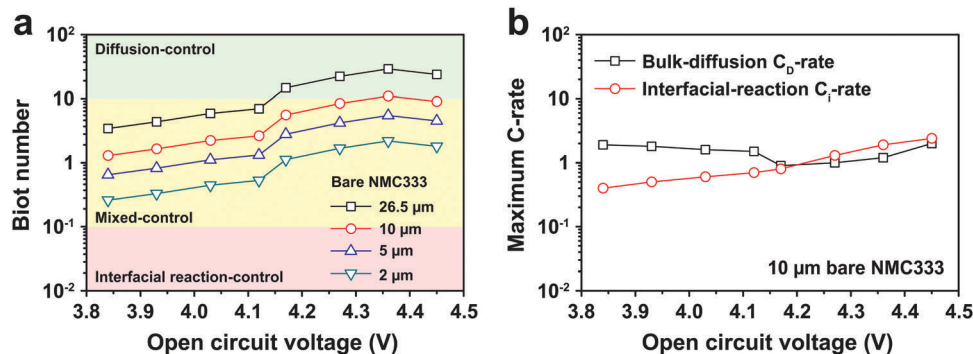 a
Biot number
10²
10
1
10⁻¹
10⁻²
Diffusion-control
Mixed-control
Interfacial reaction-control
Bare NMC333
26.5 µm
10 µm
5 µm
2 µm
3.8 3.9 4.0 4.1 4.2 4.3 4.4 4.5
Open circuit voltage (V)
b
Maximum C-rate
10²
10
1
10⁻¹
10⁻²
Bulk-diffusion C_D-rate
Interfacial-reaction C_i-rate
10 µm bare NMC333
3.8 3.9 4.0 4.1 4.2 4.3 4.4 4.5
Open circuit voltage (V)